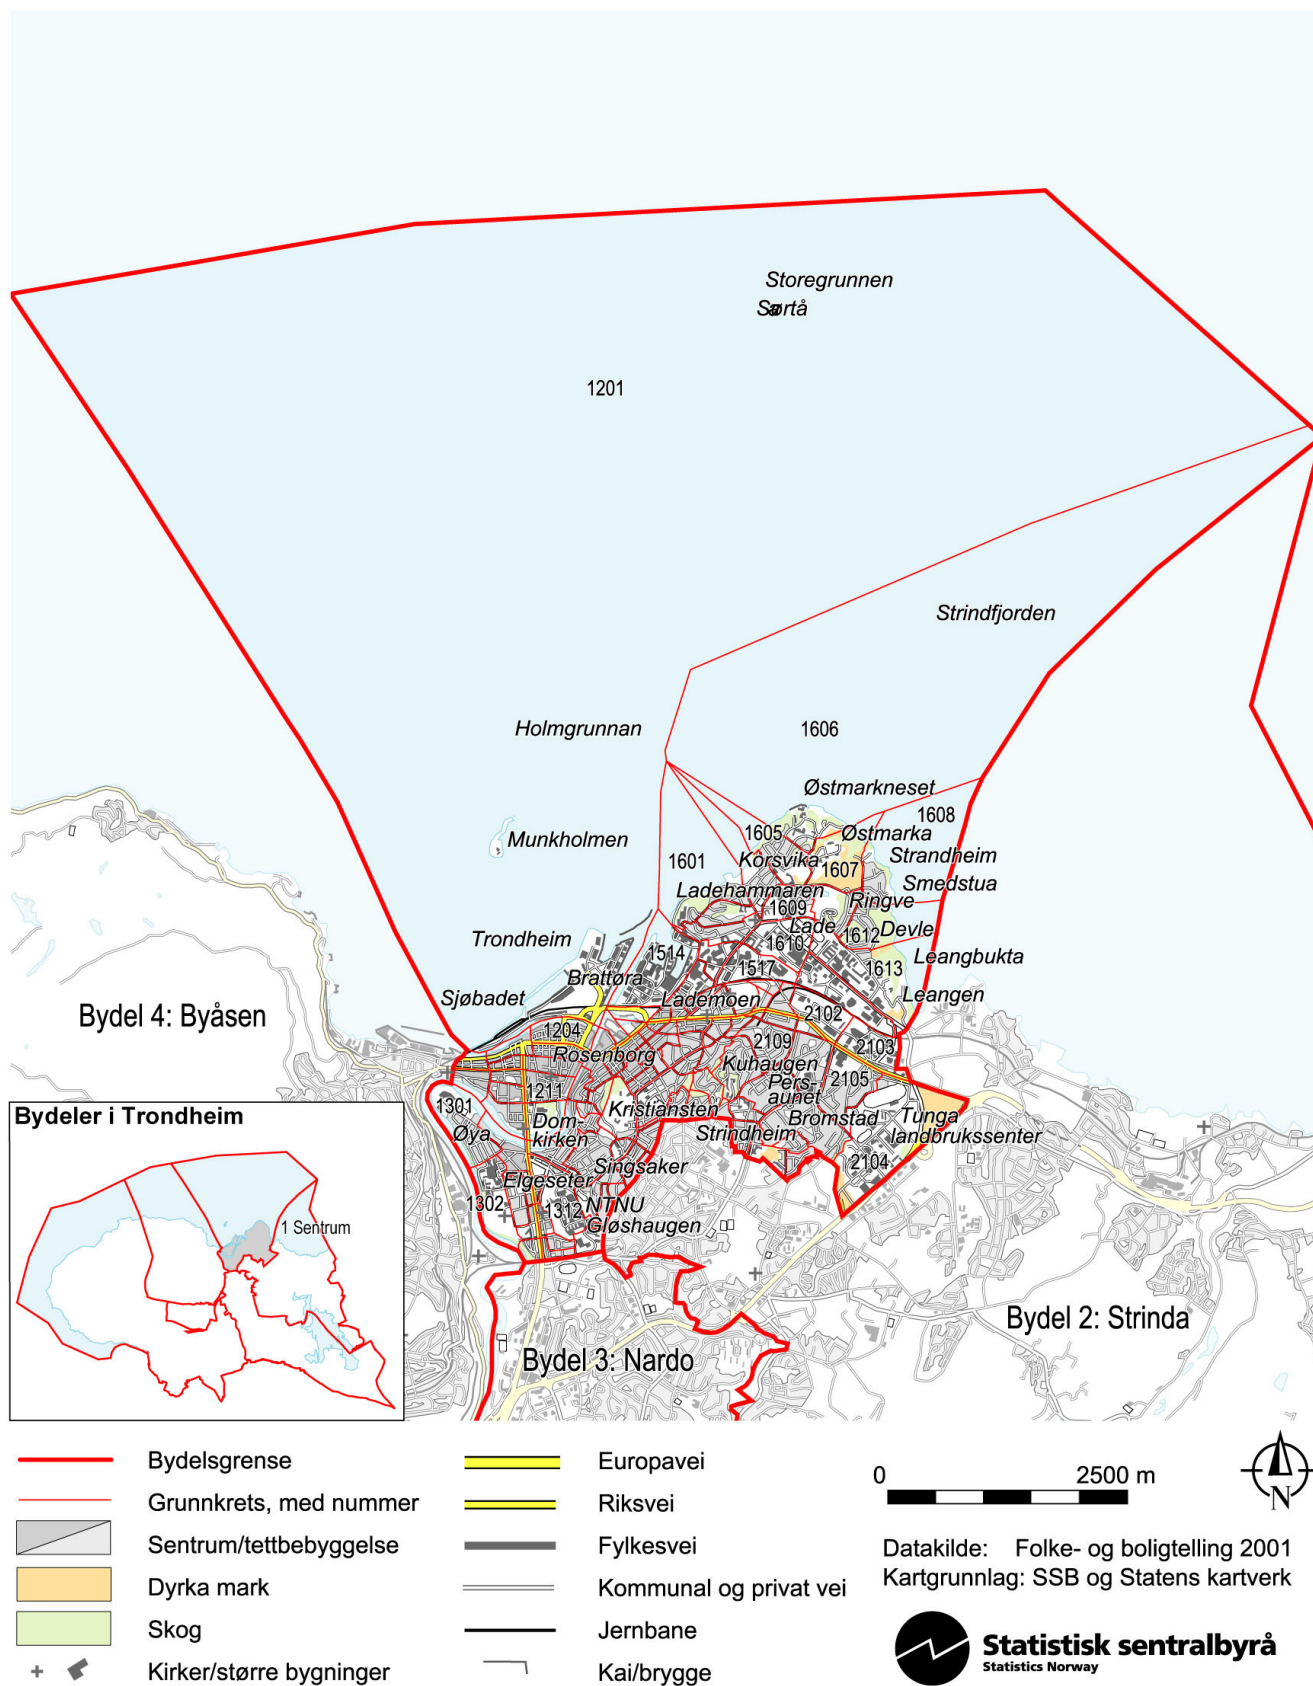 Storegrunnen
Sørtå
1201
Strindfjorden
Holmgrunnan
1606
Østmarkneset
1608
1605
Østmarka
Munkholmen
1601
Korsvika
1607
Strandheim
Smedstua
Ladehammaren
Ringve
1609
Lade
1612
Devle
Trondheim
1514
1610
Leangbukta
Brattøra
1517
1613
Sjøbadet
Lademoen
Leangen
Bydel 4: Byåsen
2102
1204
2109
2103
Rosenborg
Kuhaugen
Pers-
aunet
2105
1211
1301
Kristiansten
Bromstad
Tunga
landbrukssenter
Øya
Dom-
kirken
Strindheim
2104
Singsaker
Elgeseter
1302
1312
NTNU
Gløshaugen
Bydel 2: Strinda
Bydel 3: Nardo
Bydeler i Trondheim
1 Sentrum
Bydelsgrense
Grunnkrets, med nummer
Sentrum/tettbebyggelse
Dyrka mark
Skog
Kirker/større bygninger
Europavei
Riksvei
Fylkesvei
Kommunal og privat vei
Jernbane
Kai/brygge
0 2500 m
N
Datakilde: Folke- og boligtelling 2001
Kartgrunnlag: SSB og Statens kartverk
Statistisk sentralbyrå
Statistics Norway